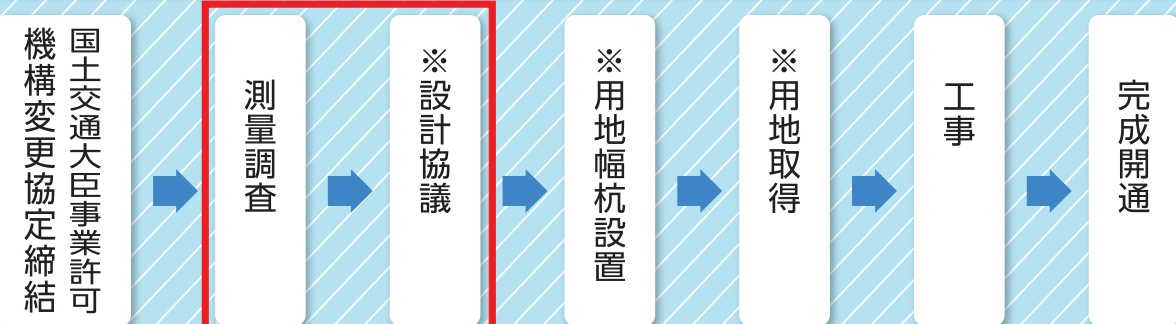 国土交通大臣事業許可
機構変更協定締結
測量調査
※設計協議
※用地幅杭設置
※用地取得
工事
完成開通